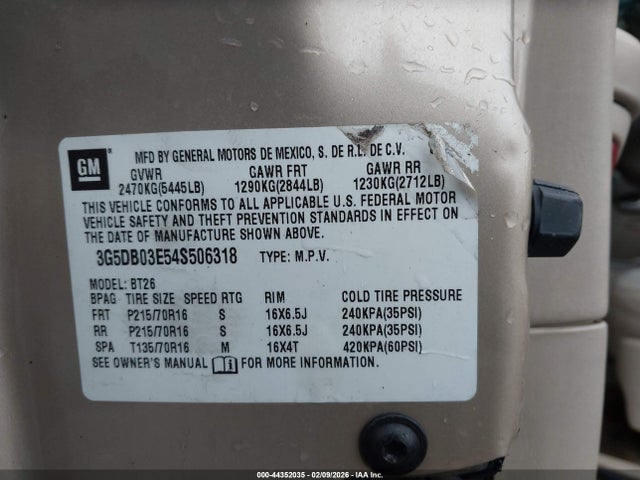 GM
MFD BY GENERAL MOTORS DE MEXICO, S. DE R.L. DE C.V.
GVWR GAWR FRT GAWR RR
2470KG(5445LB) 1290KG(2844LB) 1230KG(2712LB)
THIS VEHICLE CONFORMS TO ALL APPLICABLE U.S. FEDERAL MOTOR
VEHICLE SAFETY AND THEFT PREVENTION STANDARDS IN EFFECT ON
THE DATE OF MANUFACTURE SHOWN ABOVE.
3G5DB03E54S506318 TYPE: M.P.V.
MODEL: BT26
BPAG TIRE SIZE SPEED RTG RIM COLD TIRE PRESSURE
FRT P215/70R16 S 16X6.5J 240KPA(35PSI)
RR P215/70R16 S 16X6.5J 240KPA(35PSI)
SPA T135/70R16 M 16X4T 420KPA(60PSI)
SEE OWNER'S MANUAL FOR MORE INFORMATION.
000-44352035 - 02/09/2026 - IAA Inc.